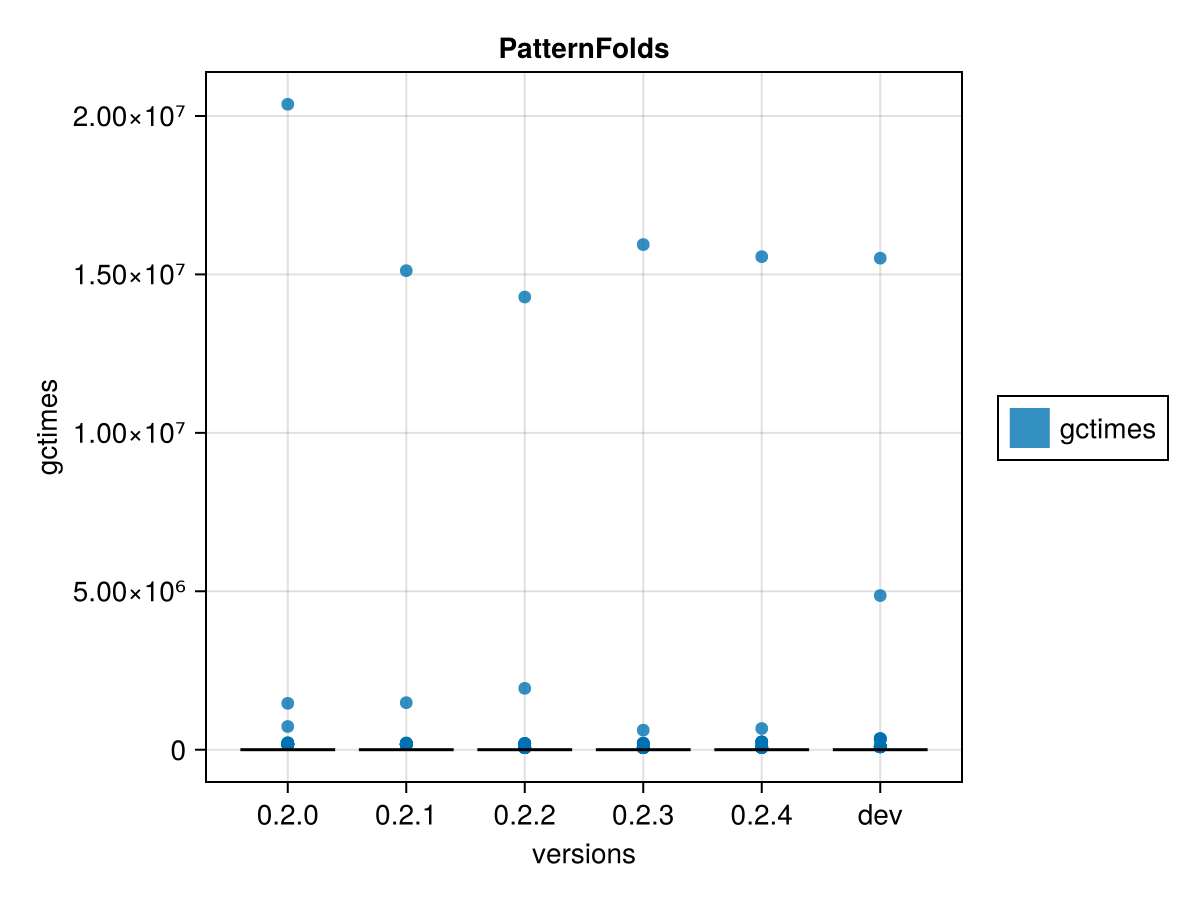 PatternFolds
2.00×10⁷
1.50×10⁷
1.00×10⁷
5.00×10⁶
0
gctimes
0.2.0 0.2.1 0.2.2 0.2.3 0.2.4 dev
versions
gctimes